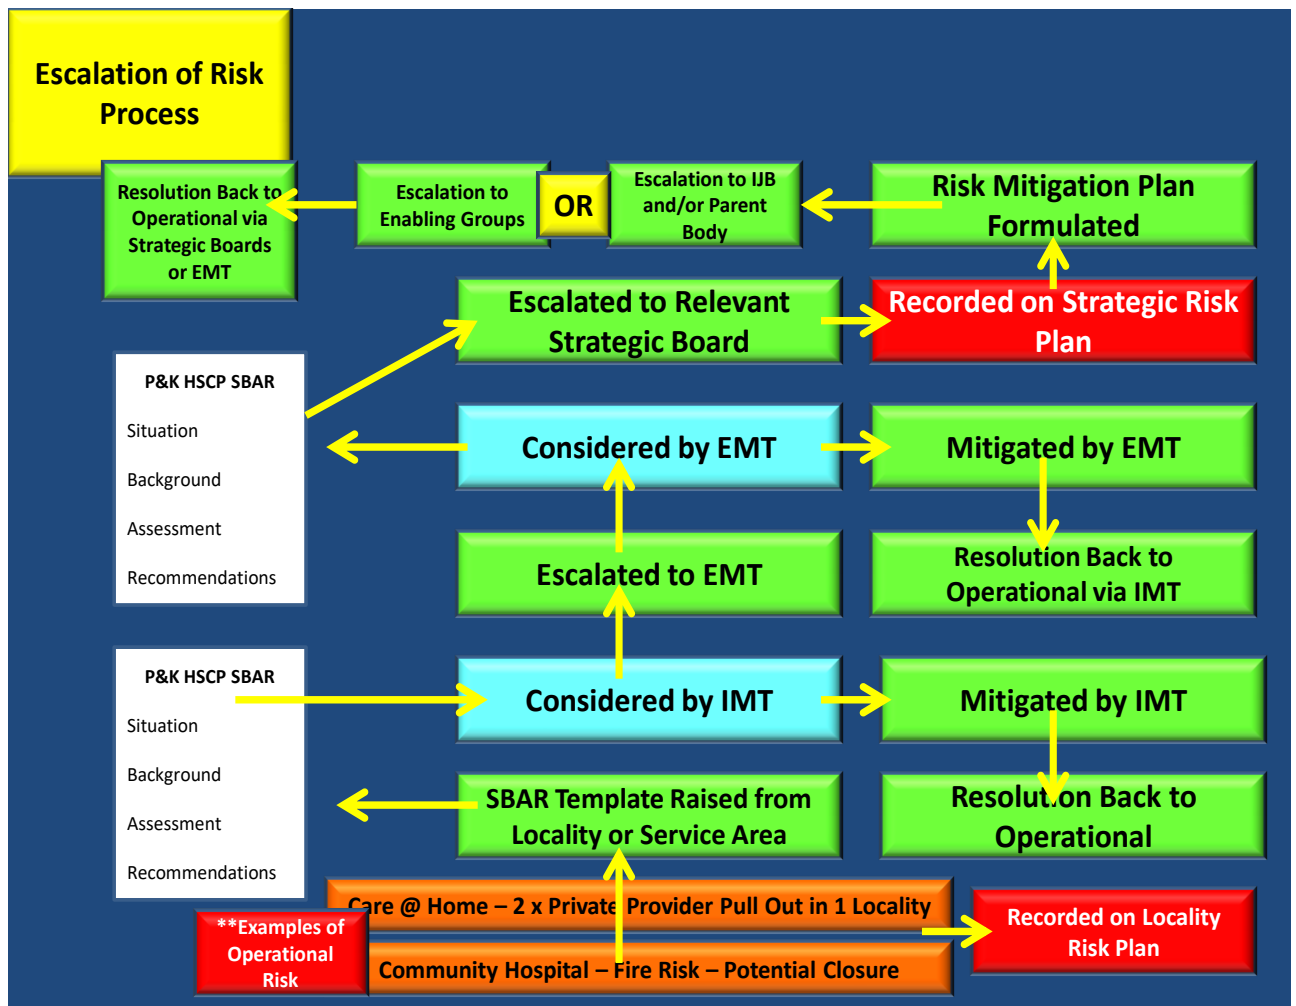 Escalation of Risk
Process
Resolution Back to
Operational via
Strategic Boards
or EMT
Escalation to
Enabling Groups
OR
Escalation to IJB
and/or Parent
Body
Risk Mitigation Plan
Formulated
Escalated to Relevant
Strategic Board
Recorded on Strategic Risk
Plan
P&K HSCP SBAR
Situation
Background
Assessment
Recommendations
Considered by EMT
Mitigated by EMT
Escalated to EMT
Resolution Back to
Operational via IMT
P&K HSCP SBAR
Situation
Background
Assessment
Recommendations
Considered by IMT
Mitigated by IMT
SBAR Template Raised from
Locality or Service Area
Resolution Back to
Operational
Care @ Home – 2 x Private Provider Pull Out in 1 Locality
**Examples of
Operational
Risk
Community Hospital – Fire Risk – Potential Closure
Recorded on Locality
Risk Plan